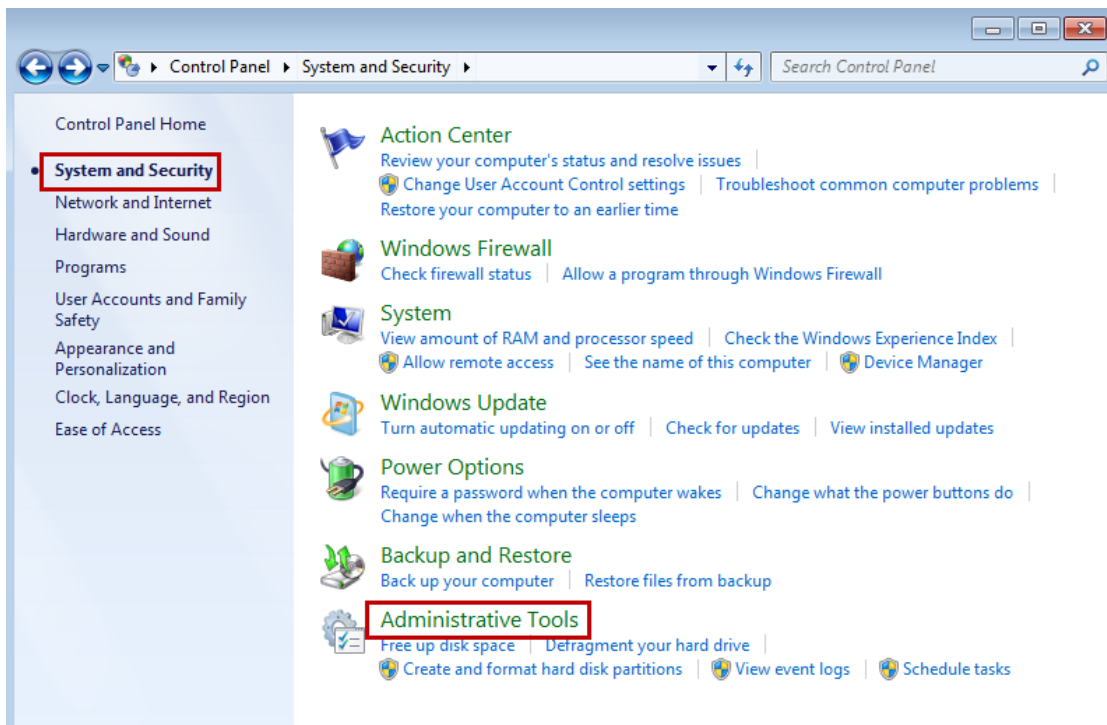 Control Panel System and Security Search Control Panel
Control Panel Home
System and Security
Network and Internet
Hardware and Sound
Programs
User Accounts and Family
Safety
Appearance and
Personalization
Clock, Language, and Region
Ease of Access
Action Center
Review your computer's status and resolve issues
Change User Account Control settings Troubleshoot common computer problems
Restore your computer to an earlier time
Windows Firewall
Check firewall status Allow a program through Windows Firewall
System
View amount of RAM and processor speed Check the Windows Experience Index
Allow remote access See the name of this computer Device Manager
Windows Update
Turn automatic updating on or off Check for updates View installed updates
Power Options
Require a password when the computer wakes Change what the power buttons do
Change when the computer sleeps
Backup and Restore
Back up your computer Restore files from backup
Administrative Tools
Free up disk space Defragment your hard drive
Create and format hard disk partitions View event logs Schedule tasks